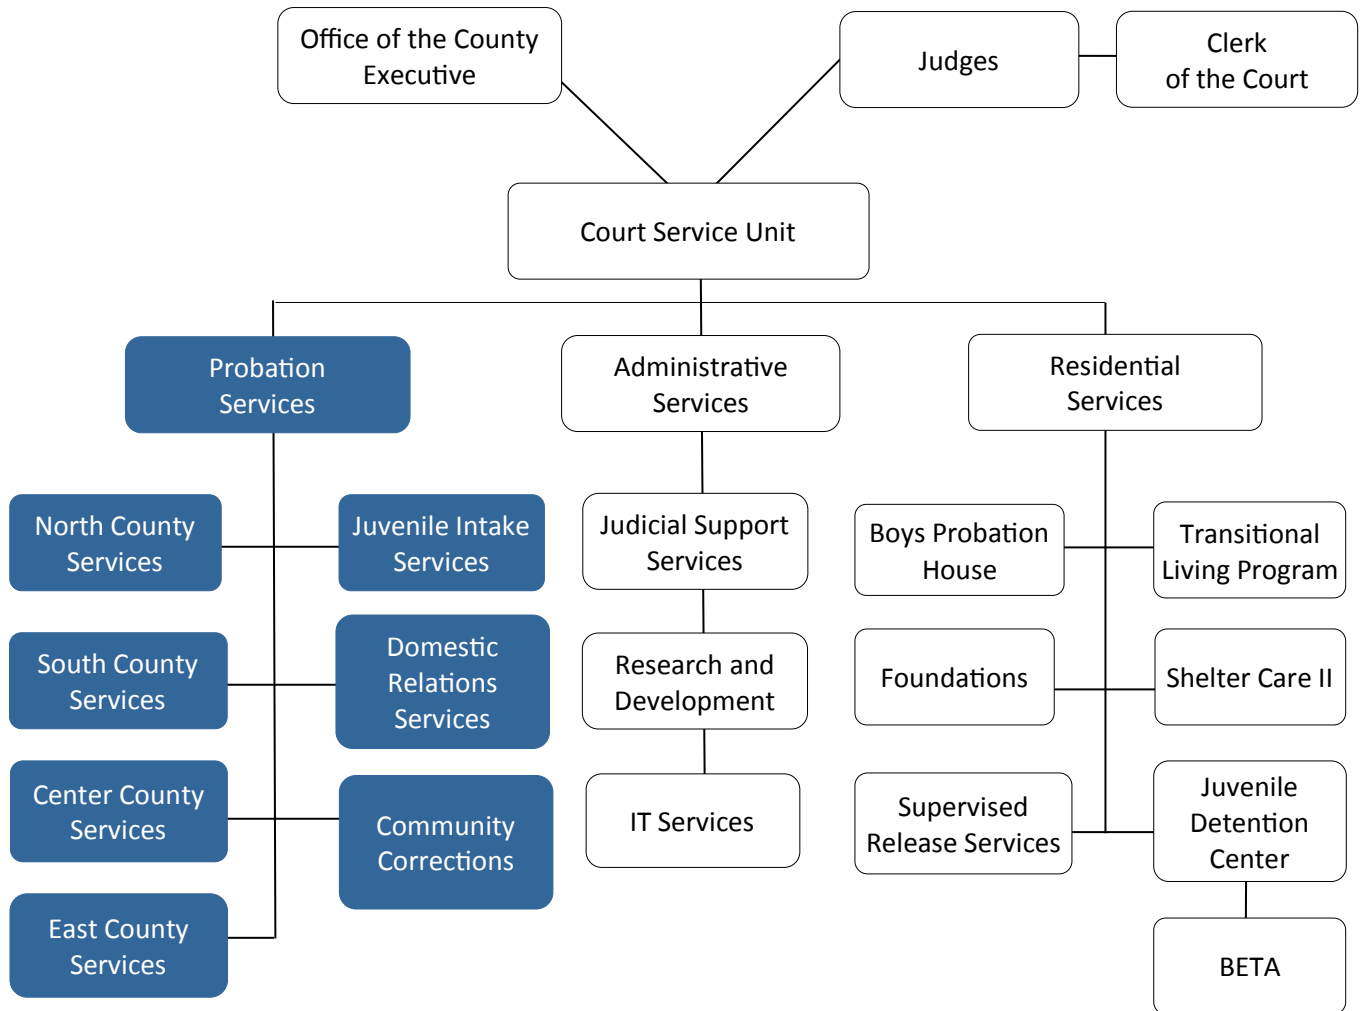 Office of the County
Executive
Judges
Clerk
of the Court
Court Service Unit
Probation
Services
Administrative
Services
Residential
Services
North County
Services
Juvenile Intake
Services
Judicial Support
Services
Boys Probation
House
Transitional
Living Program
South County
Services
Domestic
Relations
Services
Research and
Development
Foundations
Shelter Care II
Center County
Services
Community
Corrections
IT Services
Supervised
Release Services
Juvenile
Detention
Center
East County
Services
BETA